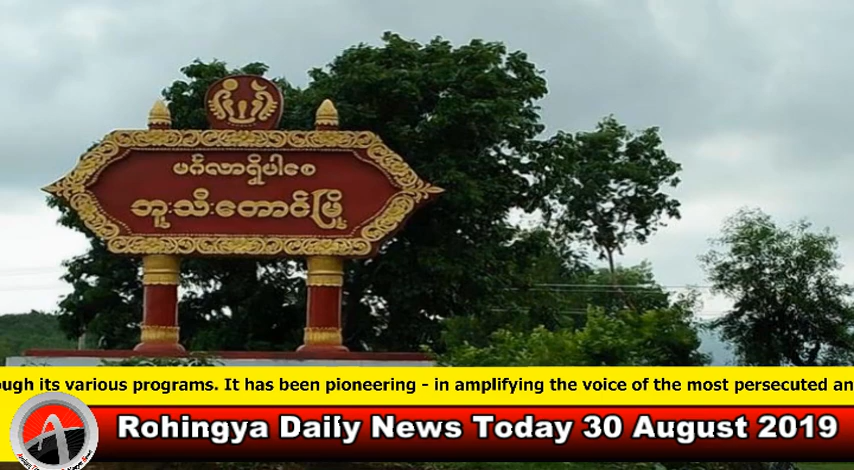 မင်္ဂလာရှိပါစေ
ဘူးသီးတောင်မြို့
ough its various programs. It has been pioneering - in amplifying the voice of the most persecuted an
Rohingya Daily News Today 30 August 2019